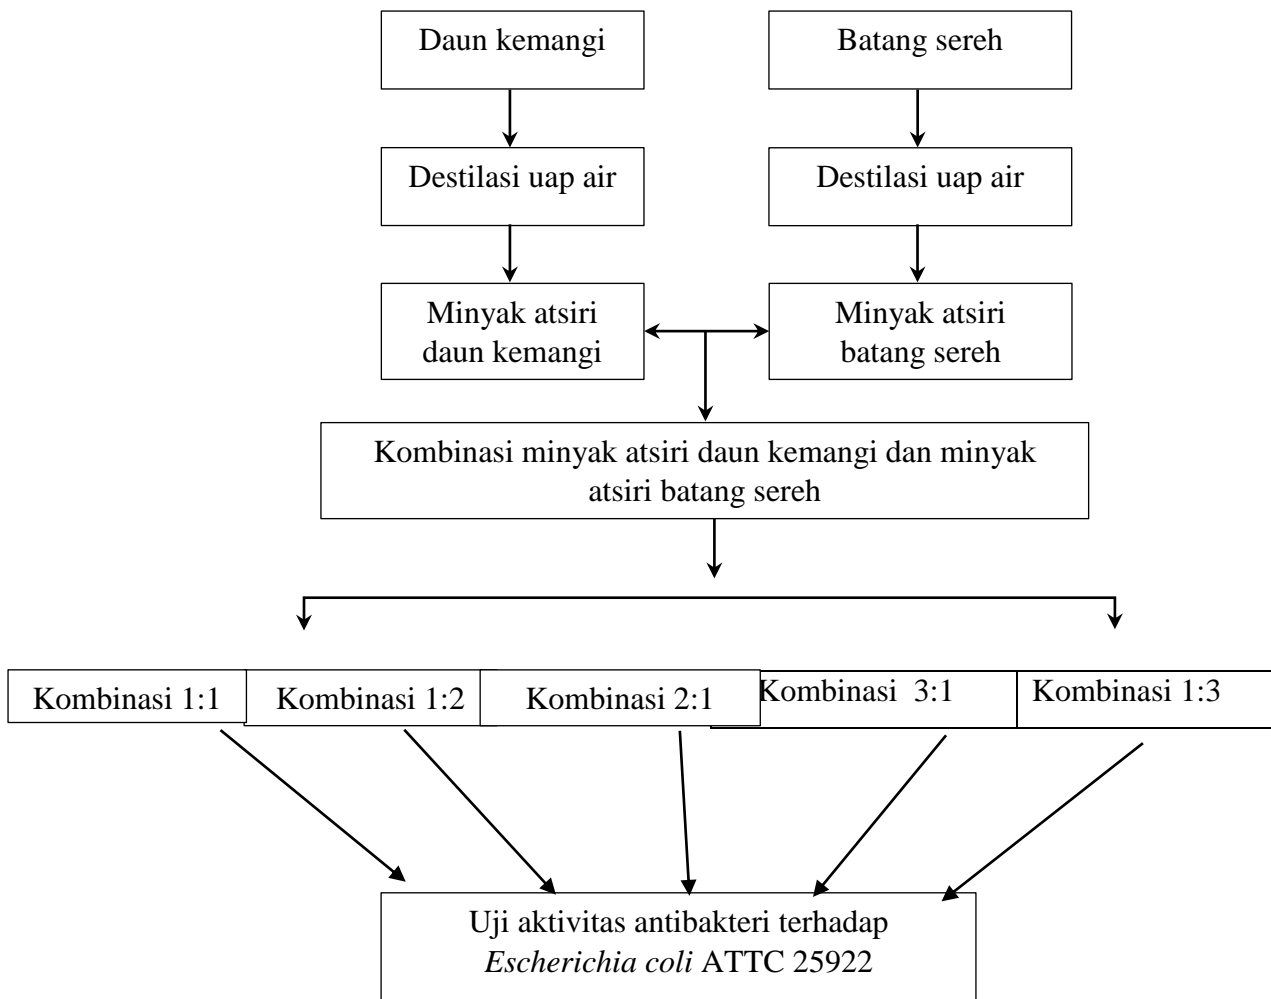 Daun kemangi
Batang sereh
Destilasi uap air
Destilasi uap air
Minyak atsiri
daun kemangi
Minyak atsiri
batang sereh
Kombinasi minyak atsiri daun kemangi dan minyak
atsiri batang sereh
Kombinasi 1:1
Kombinasi 1:2
Kombinasi 2:1
Kombinasi 3:1
Kombinasi 1:3
Uji aktivitas antibakteri terhadap
Escherichia coli ATTC 25922